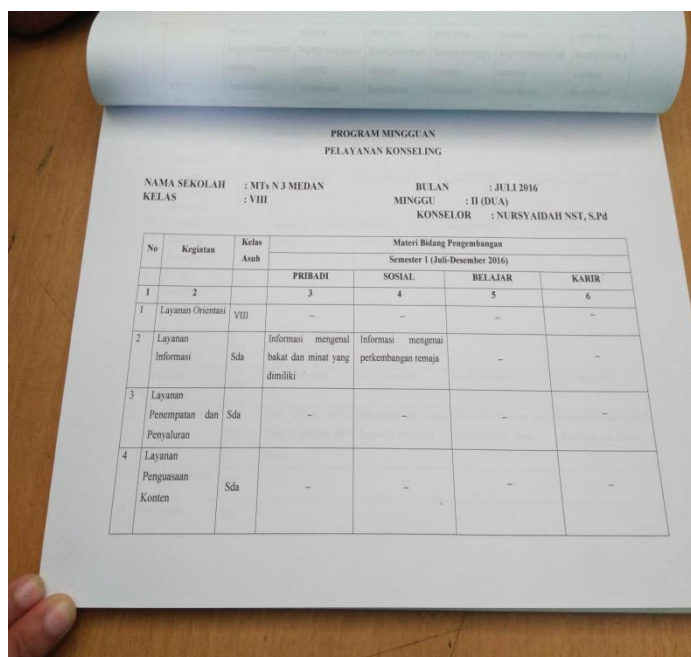 PROGRAM MINGGUAN
PELAYANAN KONSELING
NAMA SEKOLAH : MTs N 3 MEDAN BULAN : JULI 2016
KELAS : VIII MINGGU : II (DUA)
KONSELOR : NURSYAIDAH NST, S.Pd
No Kegiatan Kelas Asuh Materi Bidang Pengembangan
Semester 1 (Juli-Desember 2016)
PRIBADI SOSIAL BELAJAR KARIR
1 2 3 4 5 6
1 Layanan Orientasi VIII – – – –
2 Layanan Informasi mengenal Informasi mengenai
Informasi Sda bakat dan minat yang perkembangan remaja – –
dimiliki
3 Layanan
Penempatan dan Sda – – – –
Penyaluran
4 Layanan
Penguasaan
Konten Sda – – – –